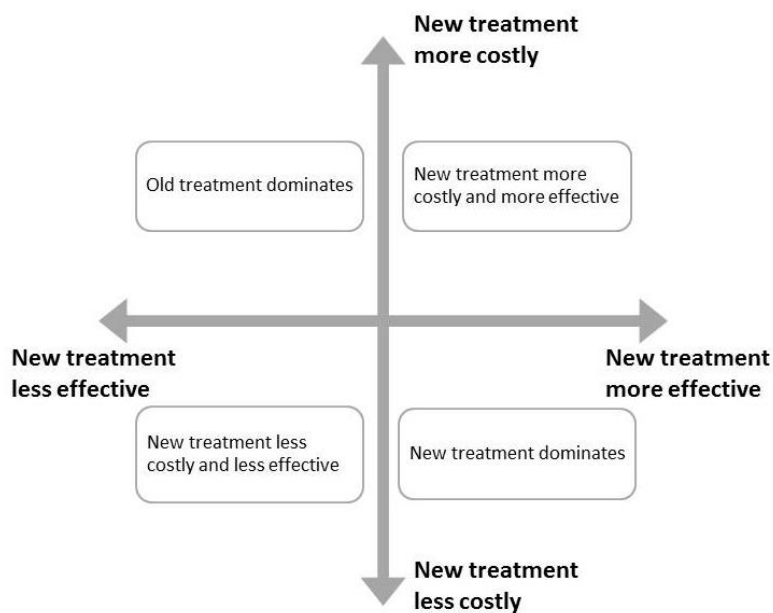 New treatment
more costly
Old treatment dominates
New treatment more
costly and more effective
New treatment
less effective
New treatment
more effective
New treatment less
costly and less effective
New treatment dominates
New treatment
less costly